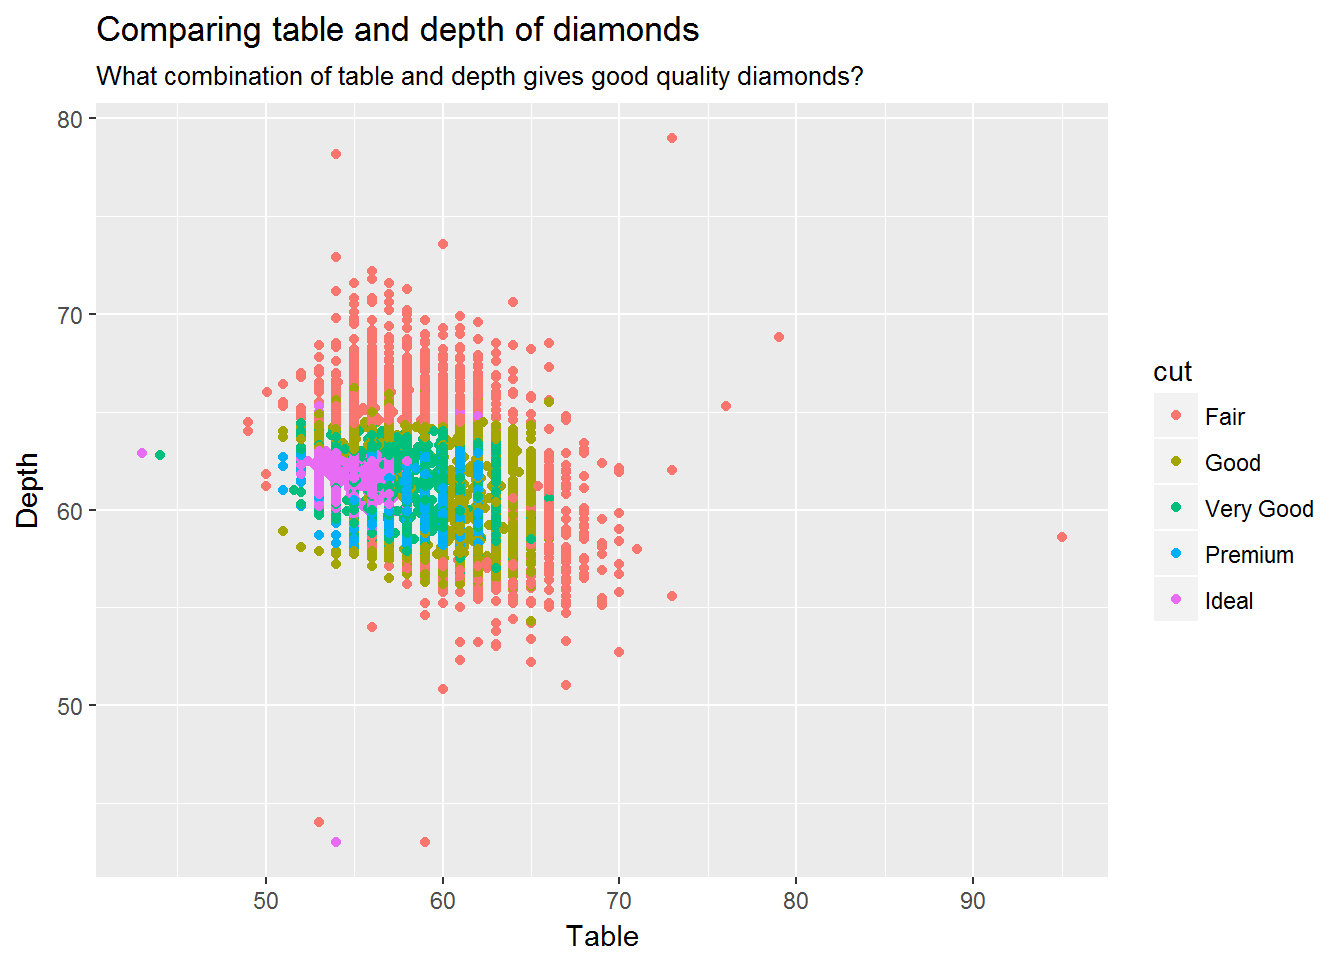 Comparing table and depth of diamonds
What combination of table and depth gives good quality diamonds?
80
70
60
50
Depth
50 60 70 80 90
Table
cut
Fair
Good
Very Good
Premium
Ideal